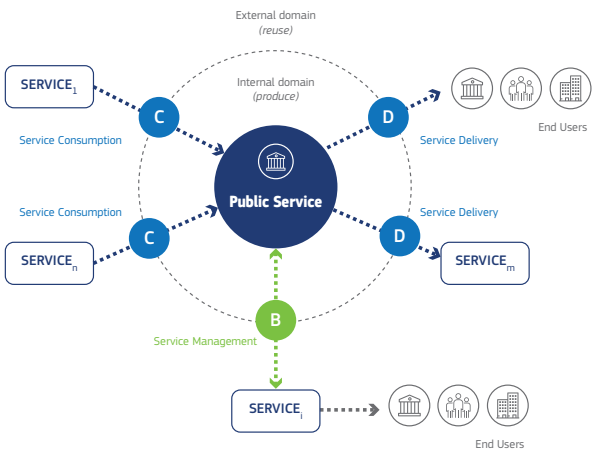 External domain
(reuse)
SERVICE1
Internal domain
(produce)
C
D
End Users
Service Consumption
Service Delivery
Public Service
Service Consumption
Service Delivery
C
D
SERVICEn
SERVICEm
B
Service Management
SERVICEi
End Users